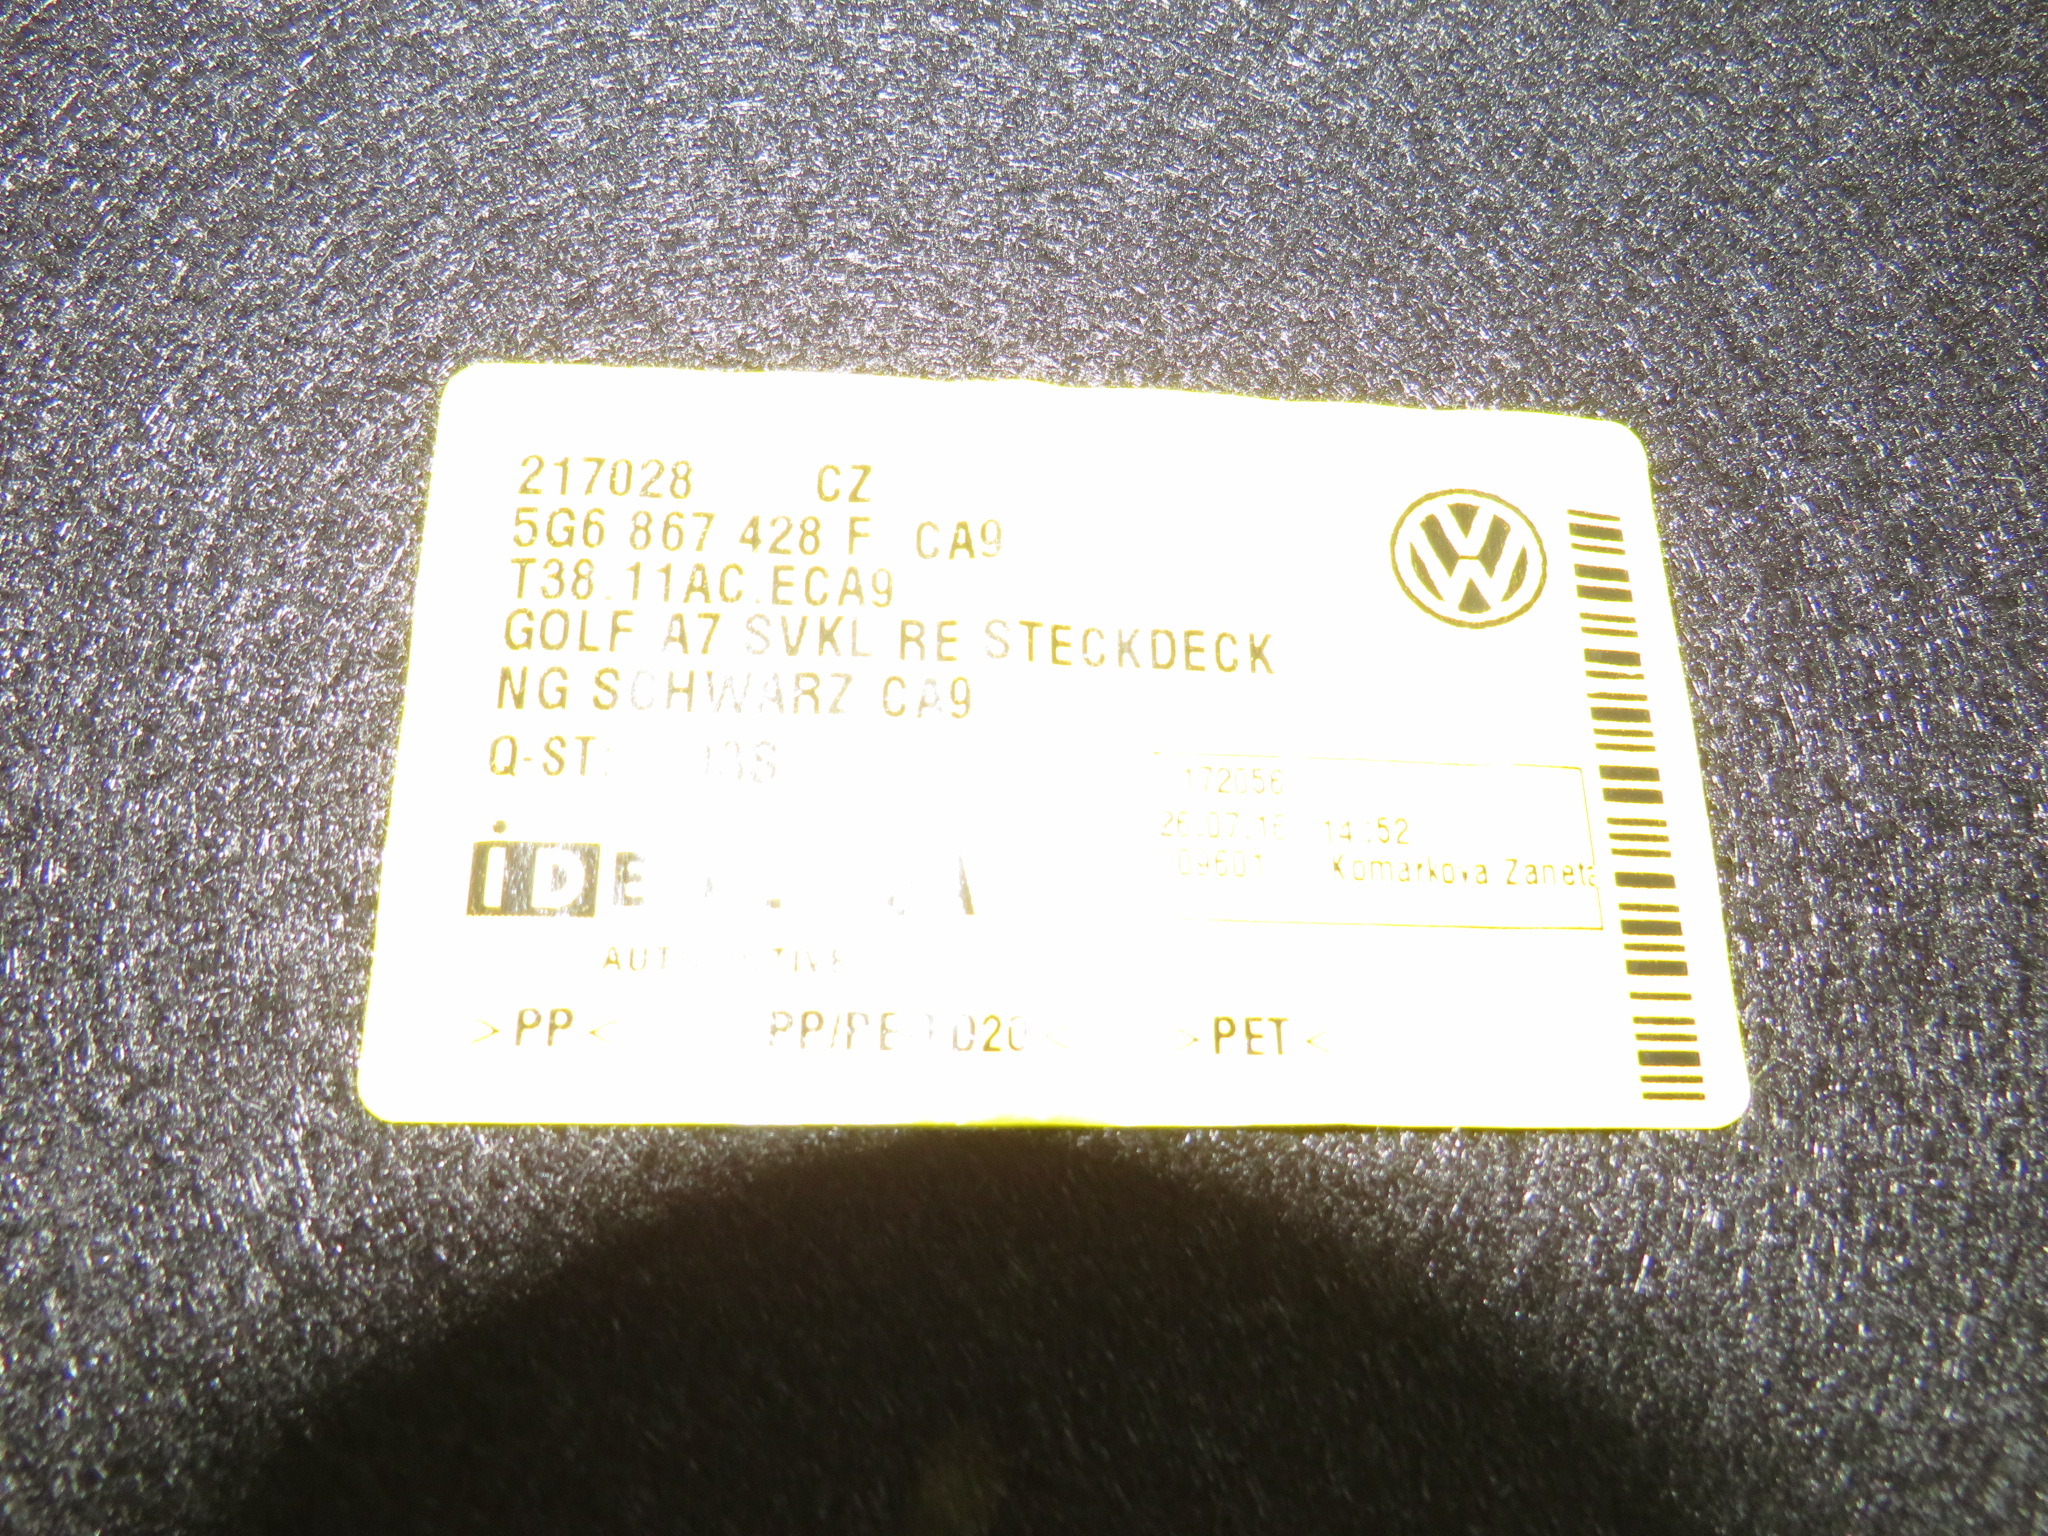 217028 CZ
5G6 867 428 F CA9
T38.11AC.ECA9
GOLF A7 SVKL RE STECKDECK
NG SCHWARZ CA9
172056
14:52
09601 Komarkova Zaneta
>PP< >PET<